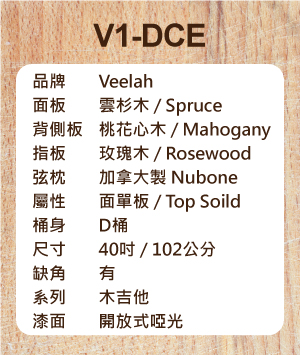 V1-DCE
品牌 Veelah
面板 雲杉木 / Spruce
背側板 桃花心木 / Mahogany
指板 玫瑰木 / Rosewood
弦枕 加拿大製 Nubone
屬性 面單板 / Top Soild
桶身 D桶
尺寸 40吋 / 102公分
缺角 有
系列 木吉他
漆面 開放式啞光